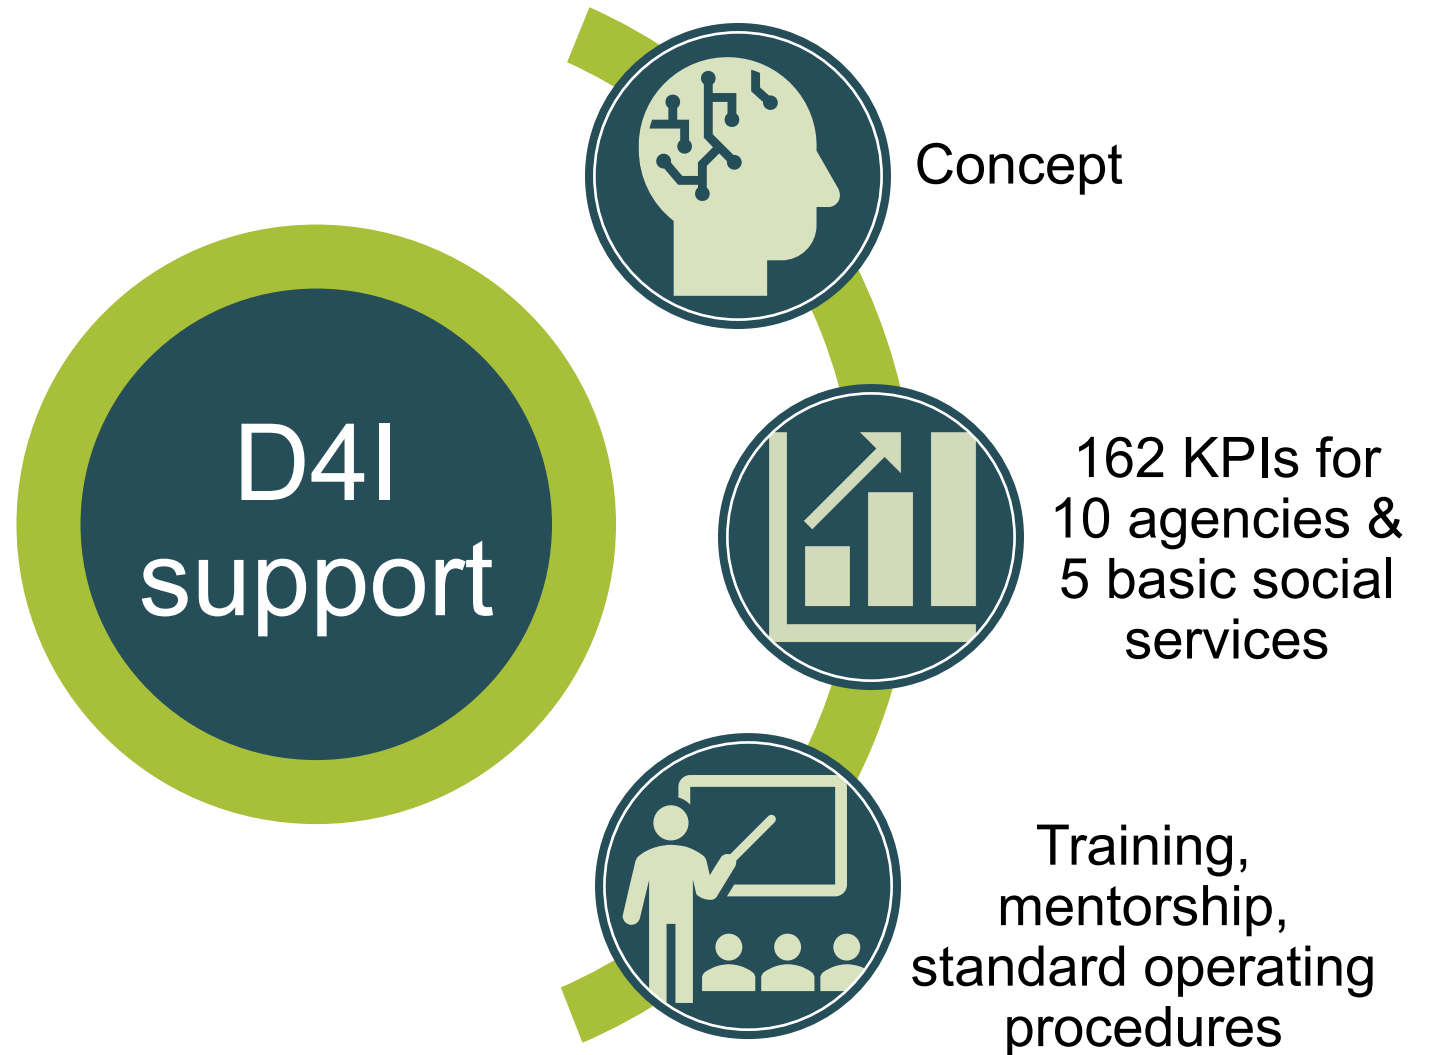 D4I
support
Concept
162 KPIs for
10 agencies &
5 basic social
services
Training,
mentorship,
standard operating
procedures